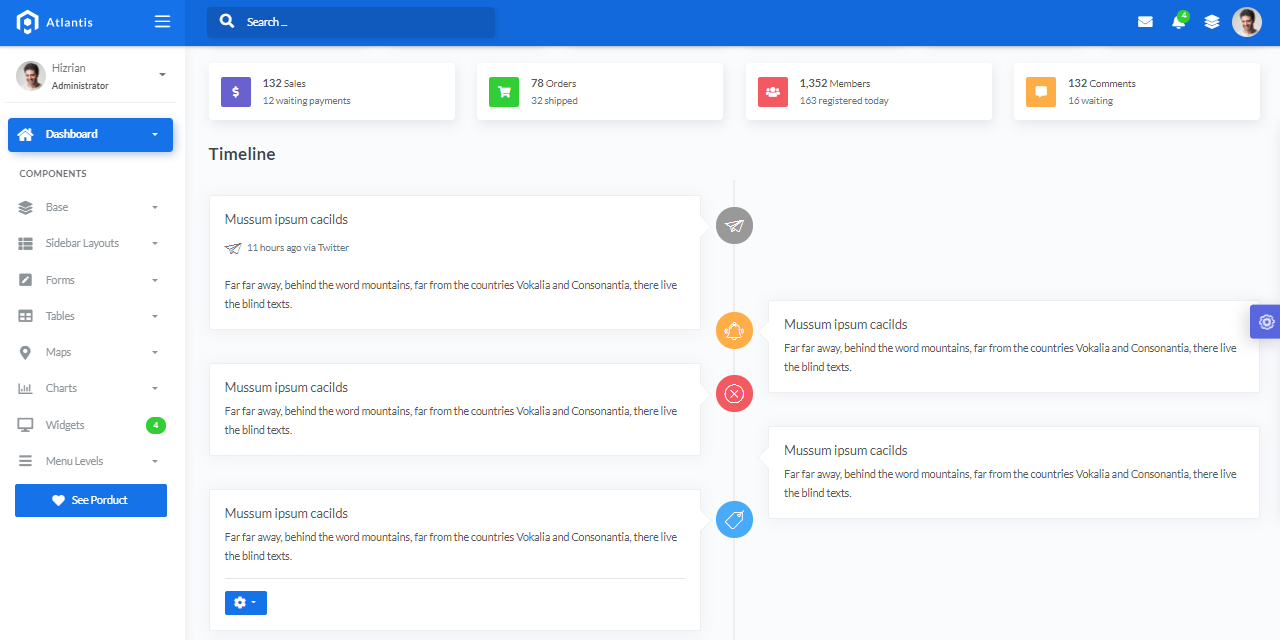 Atlantis
Search ...
4
Hizrian
Administrator
Dashboard
COMPONENTS
Base
Sidebar Layouts
Forms
Tables
Maps
Charts
Widgets
4
Menu Levels
See Porduct
$
132 Sales
12 waiting payments
78 Orders
32 shipped
1,352 Members
163 registered today
132 Comments
16 waiting
Timeline
Mussum ipsum cacilds
11 hours ago via Twitter
Far far away, behind the word mountains, far from the countries Vokalia and Consonantia, there live
the blind texts.
Mussum ipsum cacilds
Far far away, behind the word mountains, far from the countries Vokalia and Consonantia, there live
the blind texts.
Mussum ipsum cacilds
Far far away, behind the word mountains, far from the countries Vokalia and Consonantia, there live
the blind texts.
Mussum ipsum cacilds
Far far away, behind the word mountains, far from the countries Vokalia and Consonantia, there live
the blind texts.
Mussum ipsum cacilds
Far far away, behind the word mountains, far from the countries Vokalia and Consonantia, there live
the blind texts.